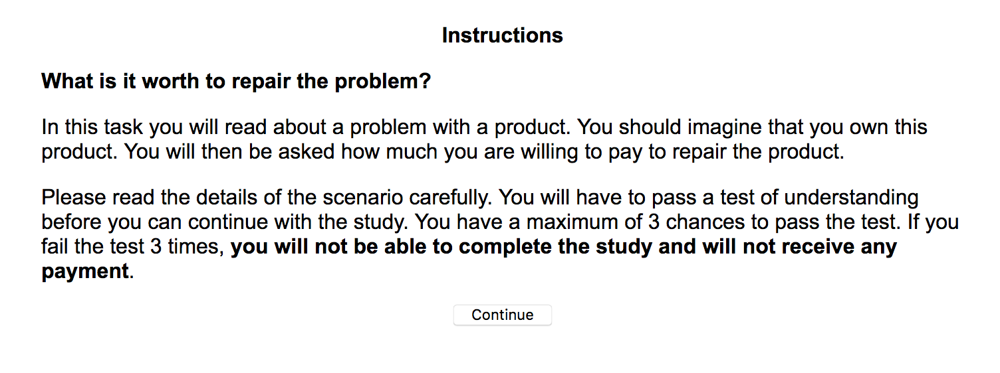 Instructions
What is it worth to repair the problem?
In this task you will read about a problem with a product. You should imagine that you own this
product. You will then be asked how much you are willing to pay to repair the product.
Please read the details of the scenario carefully. You will have to pass a test of understanding
before you can continue with the study. You have a maximum of 3 chances to pass the test. If you
fail the test 3 times, you will not be able to complete the study and will not receive any
payment.
Continue